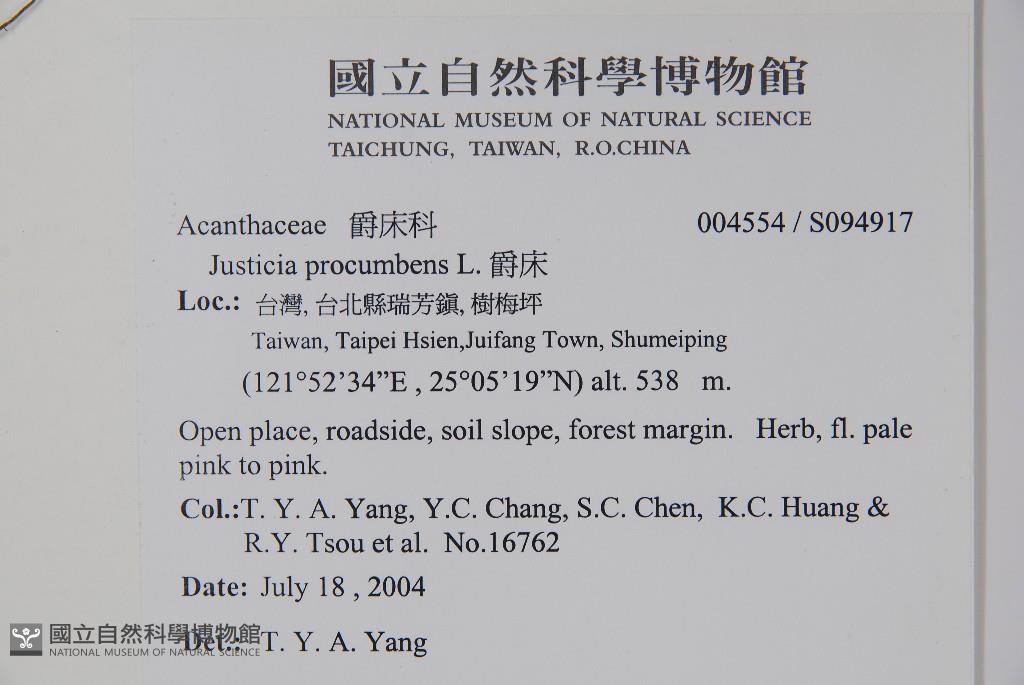 國立自然科學博物館
NATIONAL MUSEUM OF NATURAL SCIENCE
TAICHUNG, TAIWAN, R.O.CHINA
Acanthaceae 爵床科 004554 / S094917
Justicia procumbens L. 爵床
Loc.: 台灣, 台北縣瑞芳鎮, 樹梅坪
Taiwan, Taipei Hsien,Juifang Town, Shumeiping
(121°52’34”E , 25°05’19”N) alt. 538 m.
Open place, roadside, soil slope, forest margin. Herb, fl. pale
pink to pink.
Col.:T. Y. A. Yang, Y.C. Chang, S.C. Chen, K.C. Huang &
R.Y. Tsou et al. No.16762
Date: July 18 , 2004
Det.: T. Y. A. Yang
國立自然科學博物館
NATIONAL MUSEUM OF NATURAL SCIENCE